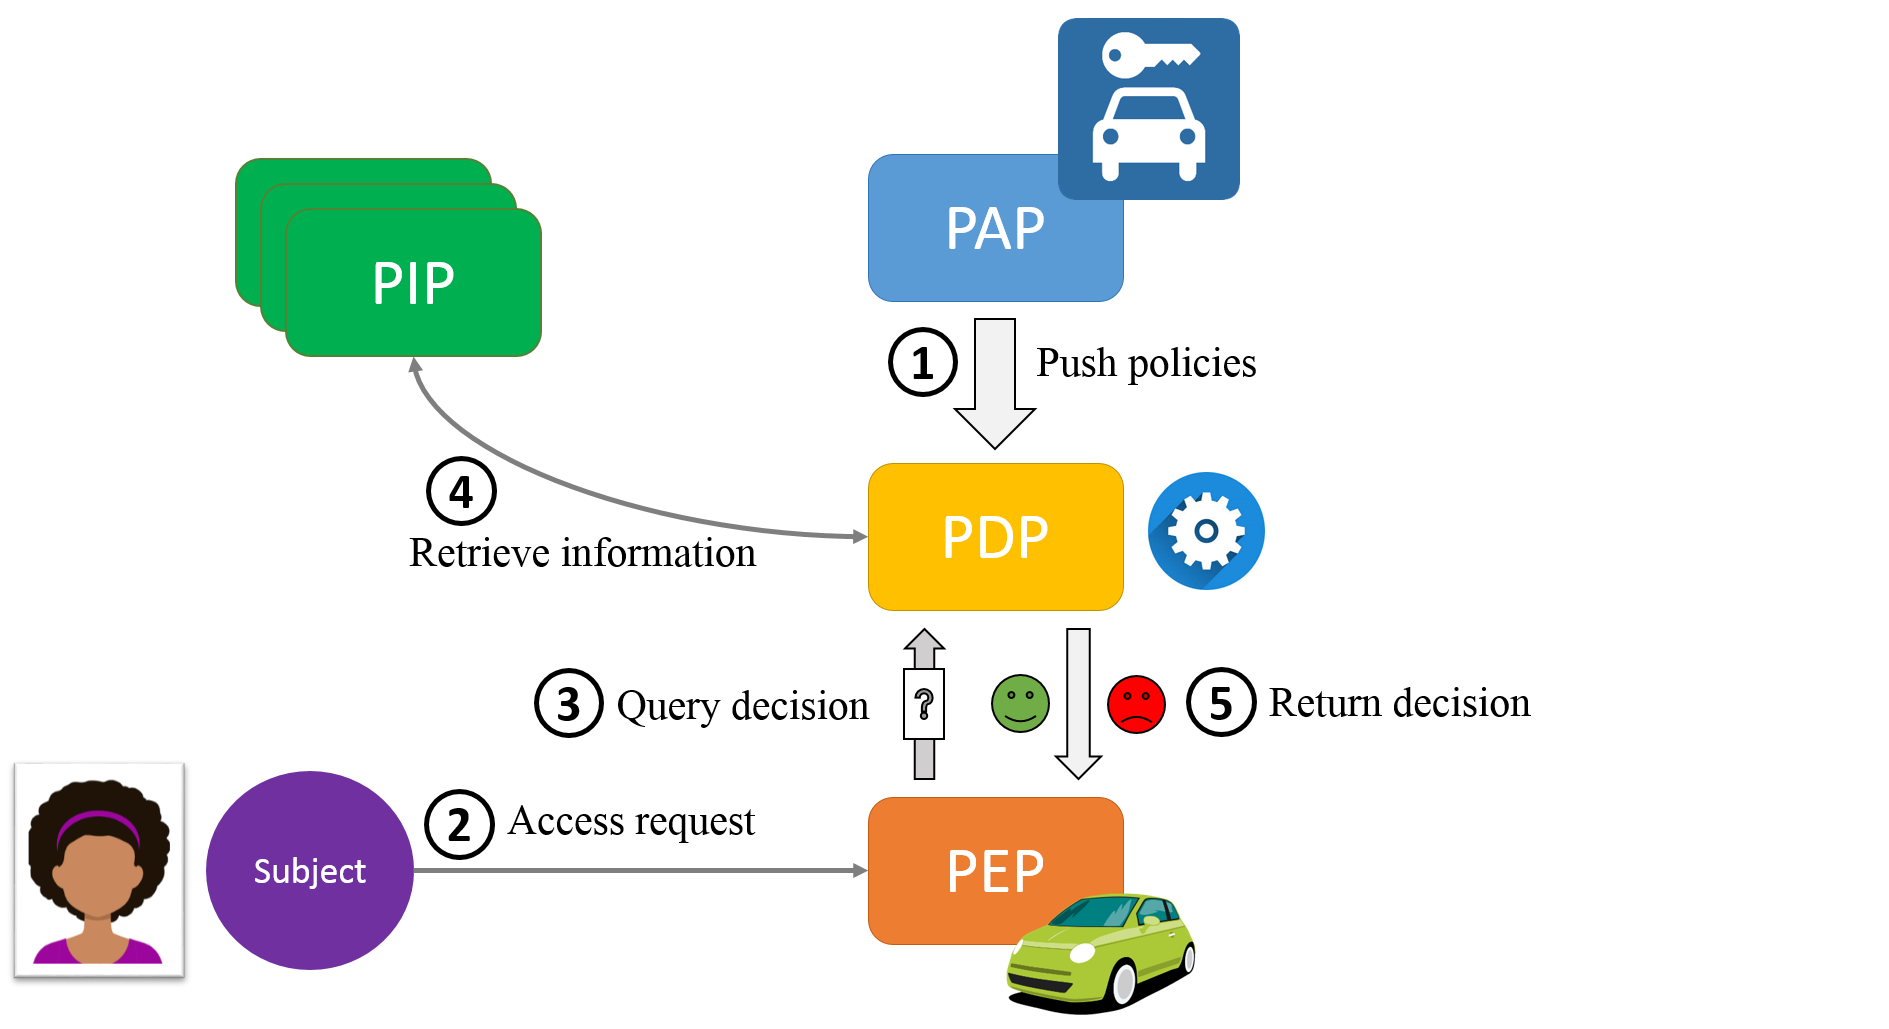 PAP
PIP
1
Push policies
4
Retrieve information
PDP
3
Query decision
?
5
Return decision
2
Access request
Subject
PEP